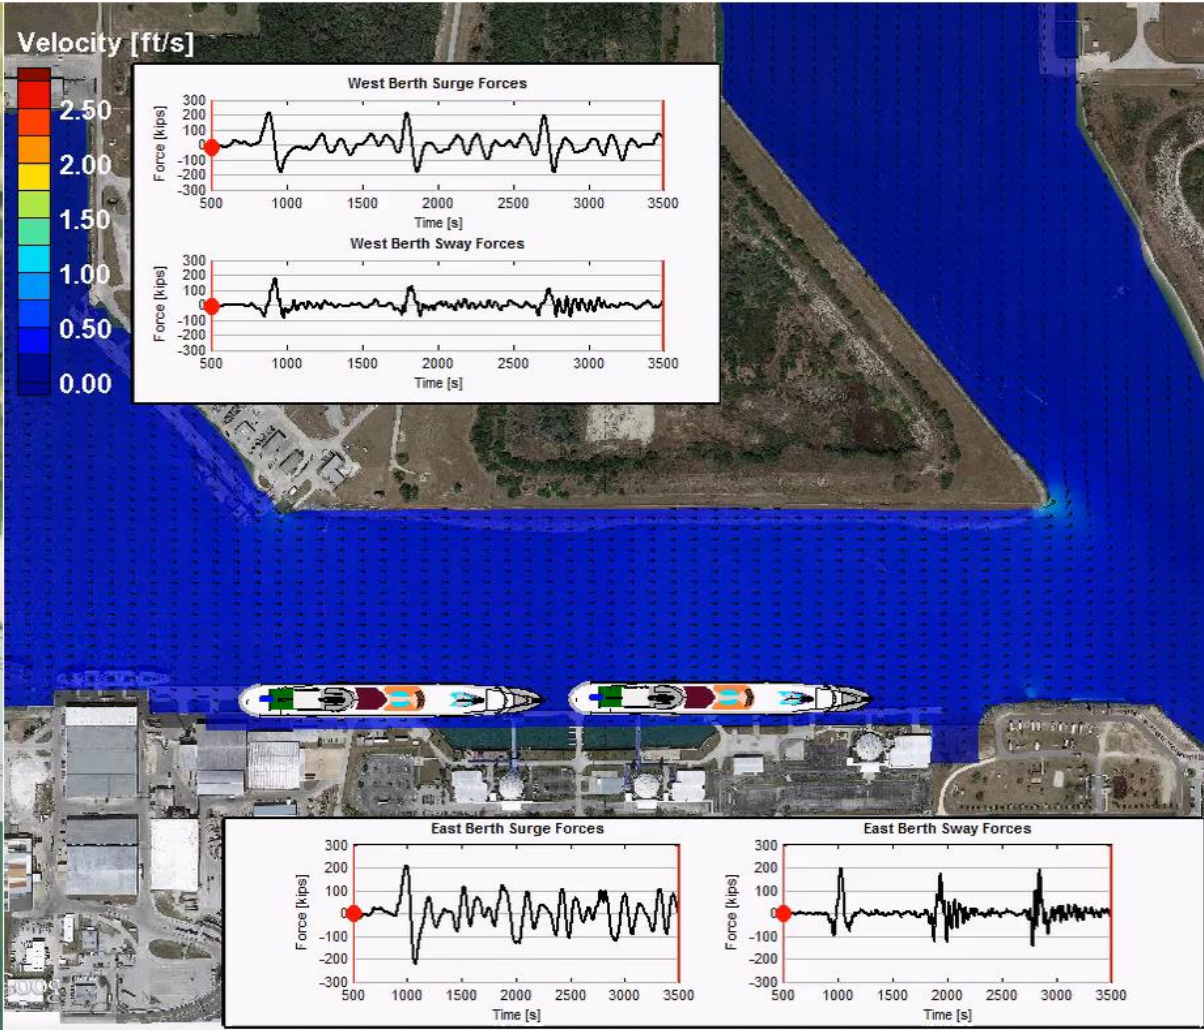 Velocity [ft/s]
2.50
2.00
1.50
1.00
0.50
0.00
West Berth Surge Forces
Force [kips]
300
200
100
0
-100
-200
-300
500 1000 1500 2000 2500 3000 3500
Time [s]
West Berth Sway Forces
Force [kips]
300
200
100
0
-100
-200
-300
500 1000 1500 2000 2500 3000 3500
Time [s]
East Berth Surge Forces
Force [kips]
300
200
100
0
-100
-200
-300
500 1000 1500 2000 2500 3000 3500
Time [s]
East Berth Sway Forces
Force [kips]
300
200
100
0
-100
-200
-300
500 1000 1500 2000 2500 3000 3500
Time [s]